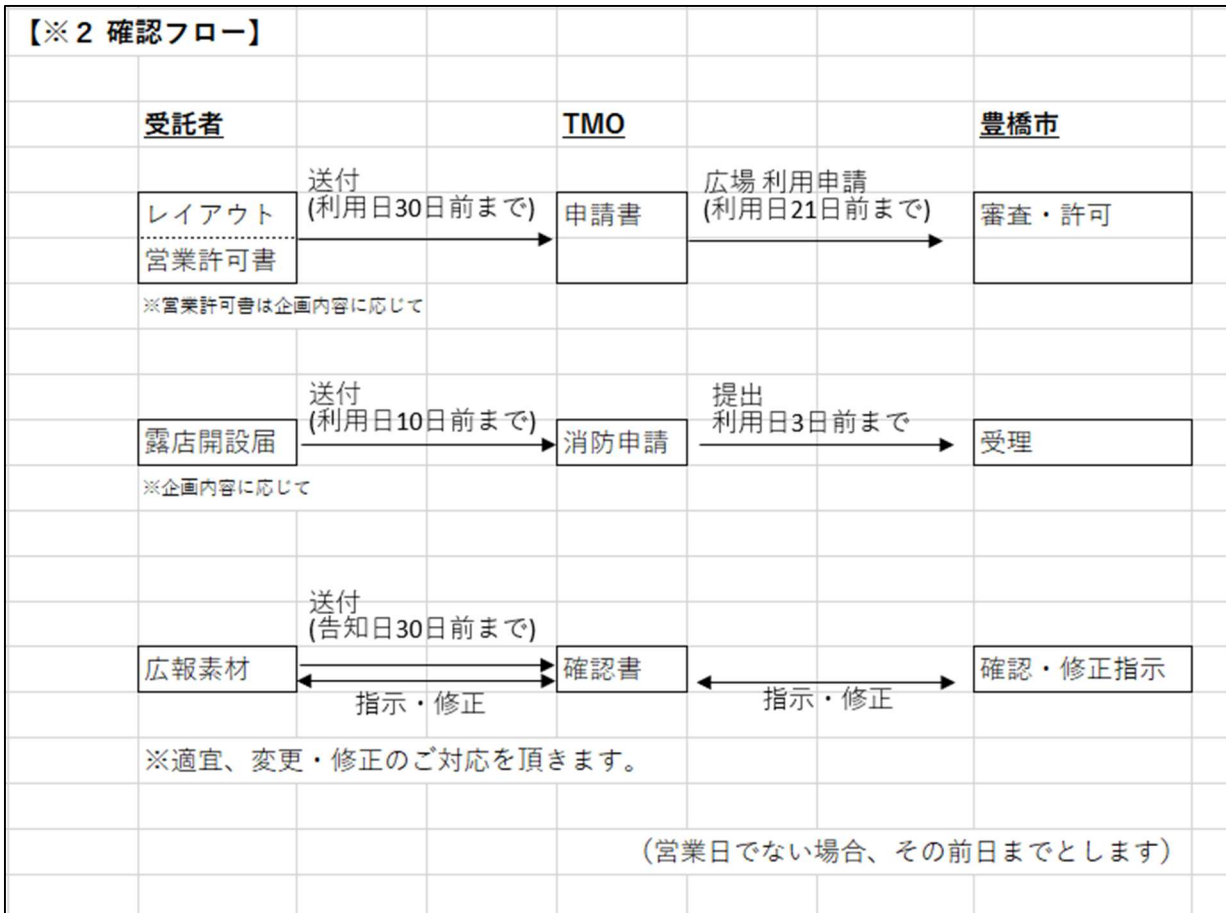 【※２ 確認フロー】
受託者
TMO
豊橋市
送付
(利用日30日前まで)
広場 利用申請
(利用日21日前まで)
レイアウト
営業許可書
申請書
審査・許可
※営業許可書は企画内容に応じて
送付
(利用日10日前まで)
提出
利用日3日前まで
露店開設届
消防申請
受理
※企画内容に応じて
送付
(告知日30日前まで)
広報素材
確認書
確認・修正指示
指示・修正
指示・修正
※適宜、変更・修正のご対応を頂きます。
（営業日でない場合、その前日までとします）